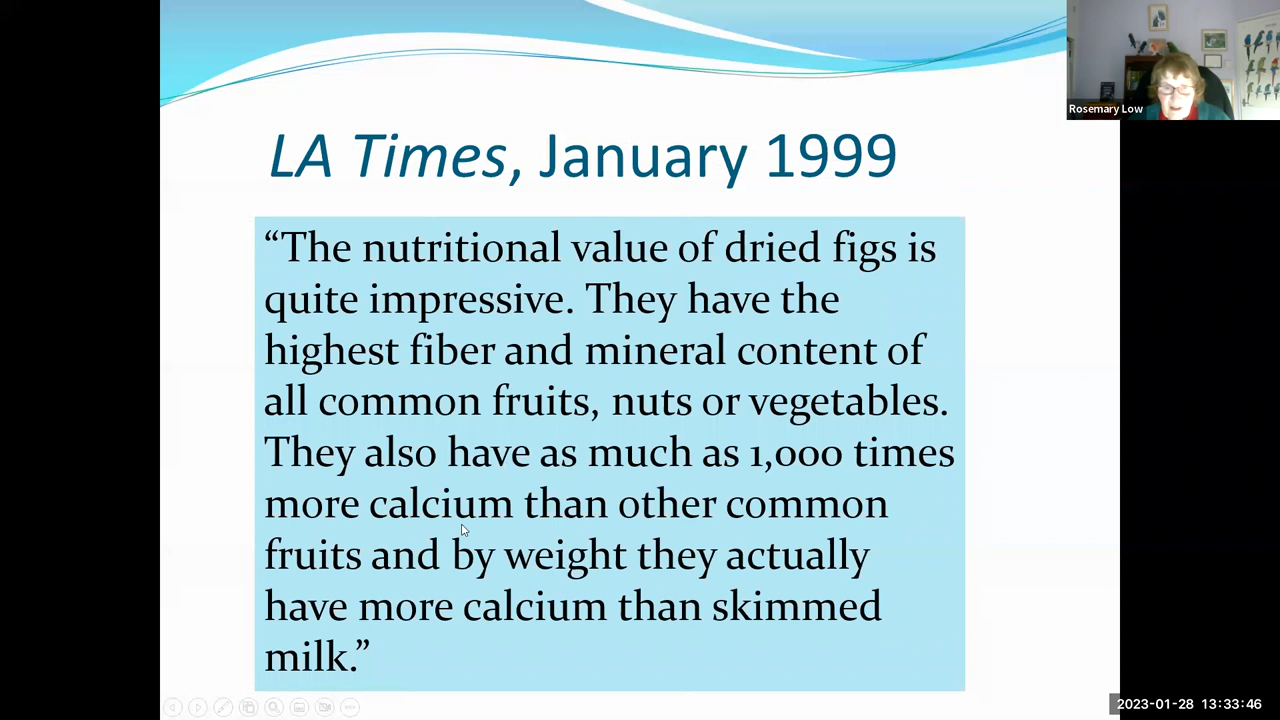 Rosemary Low
LA Times, January 1999
“The nutritional value of dried figs is
quite impressive. They have the
highest fiber and mineral content of
all common fruits, nuts or vegetables.
They also have as much as 1,000 times
more calcium than other common
fruits and by weight they actually
have more calcium than skimmed
milk.”
2023-01-28 13:33:46